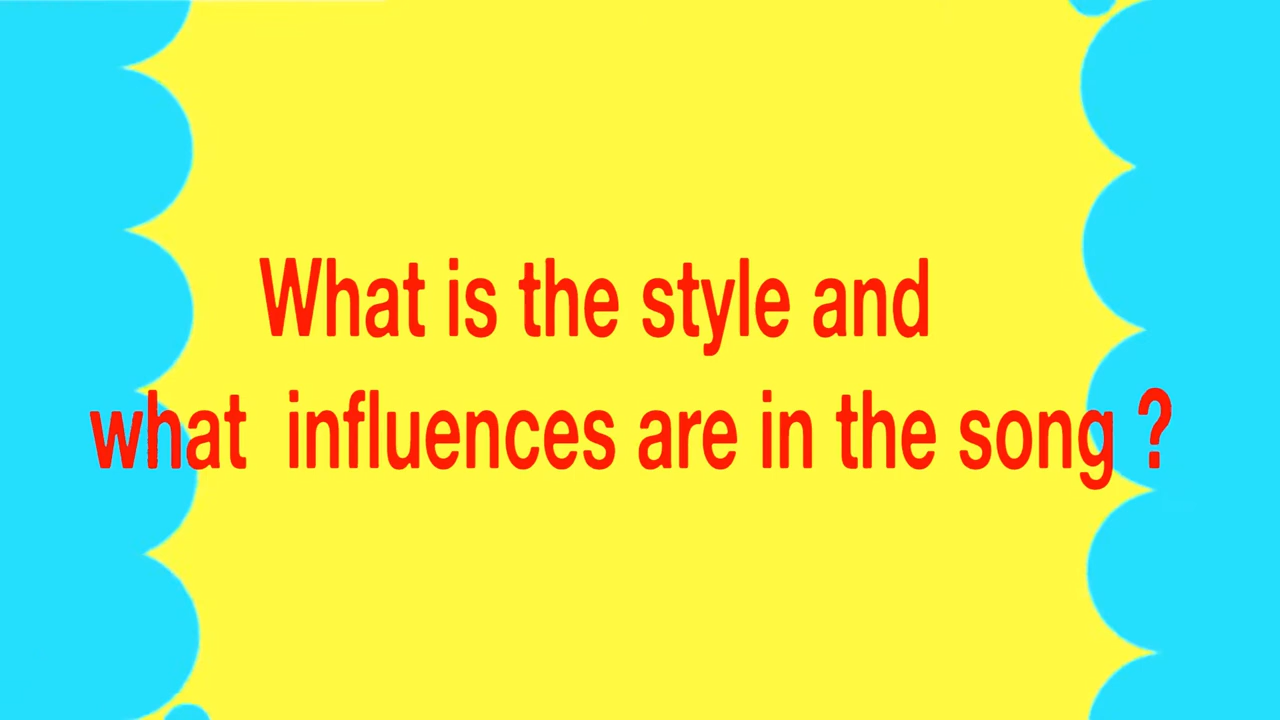 What is the style and
what  influences are in the song ?